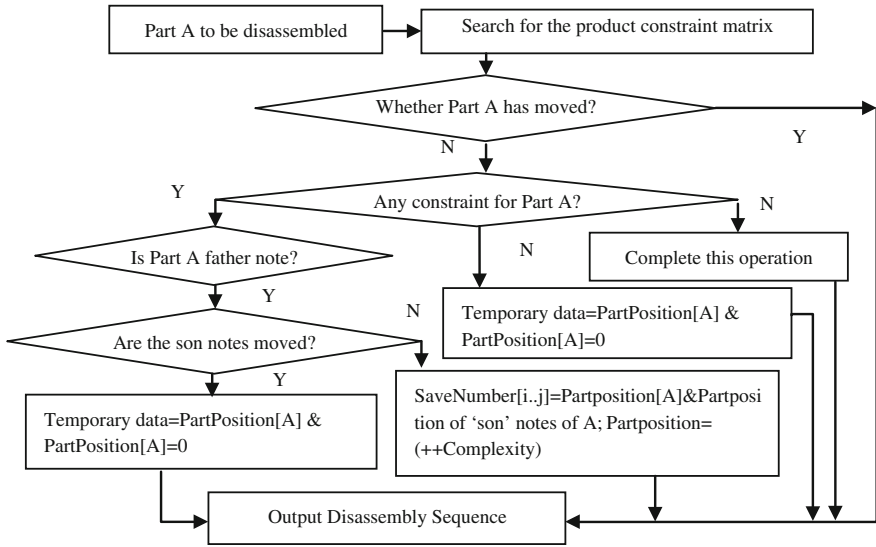 Part A to be disassembled
Search for the product constraint matrix
Whether Part A has moved?
Y
N
Any constraint for Part A?
Y
N
N
Is Part A father note?
Complete this operation
Y
N
Temporary data=PartPosition[A] &
PartPosition[A]=0
Are the son notes moved?
Y
Temporary data=PartPosition[A] &
PartPosition[A]=0
SaveNumber[i..j]=Partposition[A]&Partposi
tion of ‘son’ notes of A; Partposition=
(++Complexity)
Output Disassembly Sequence